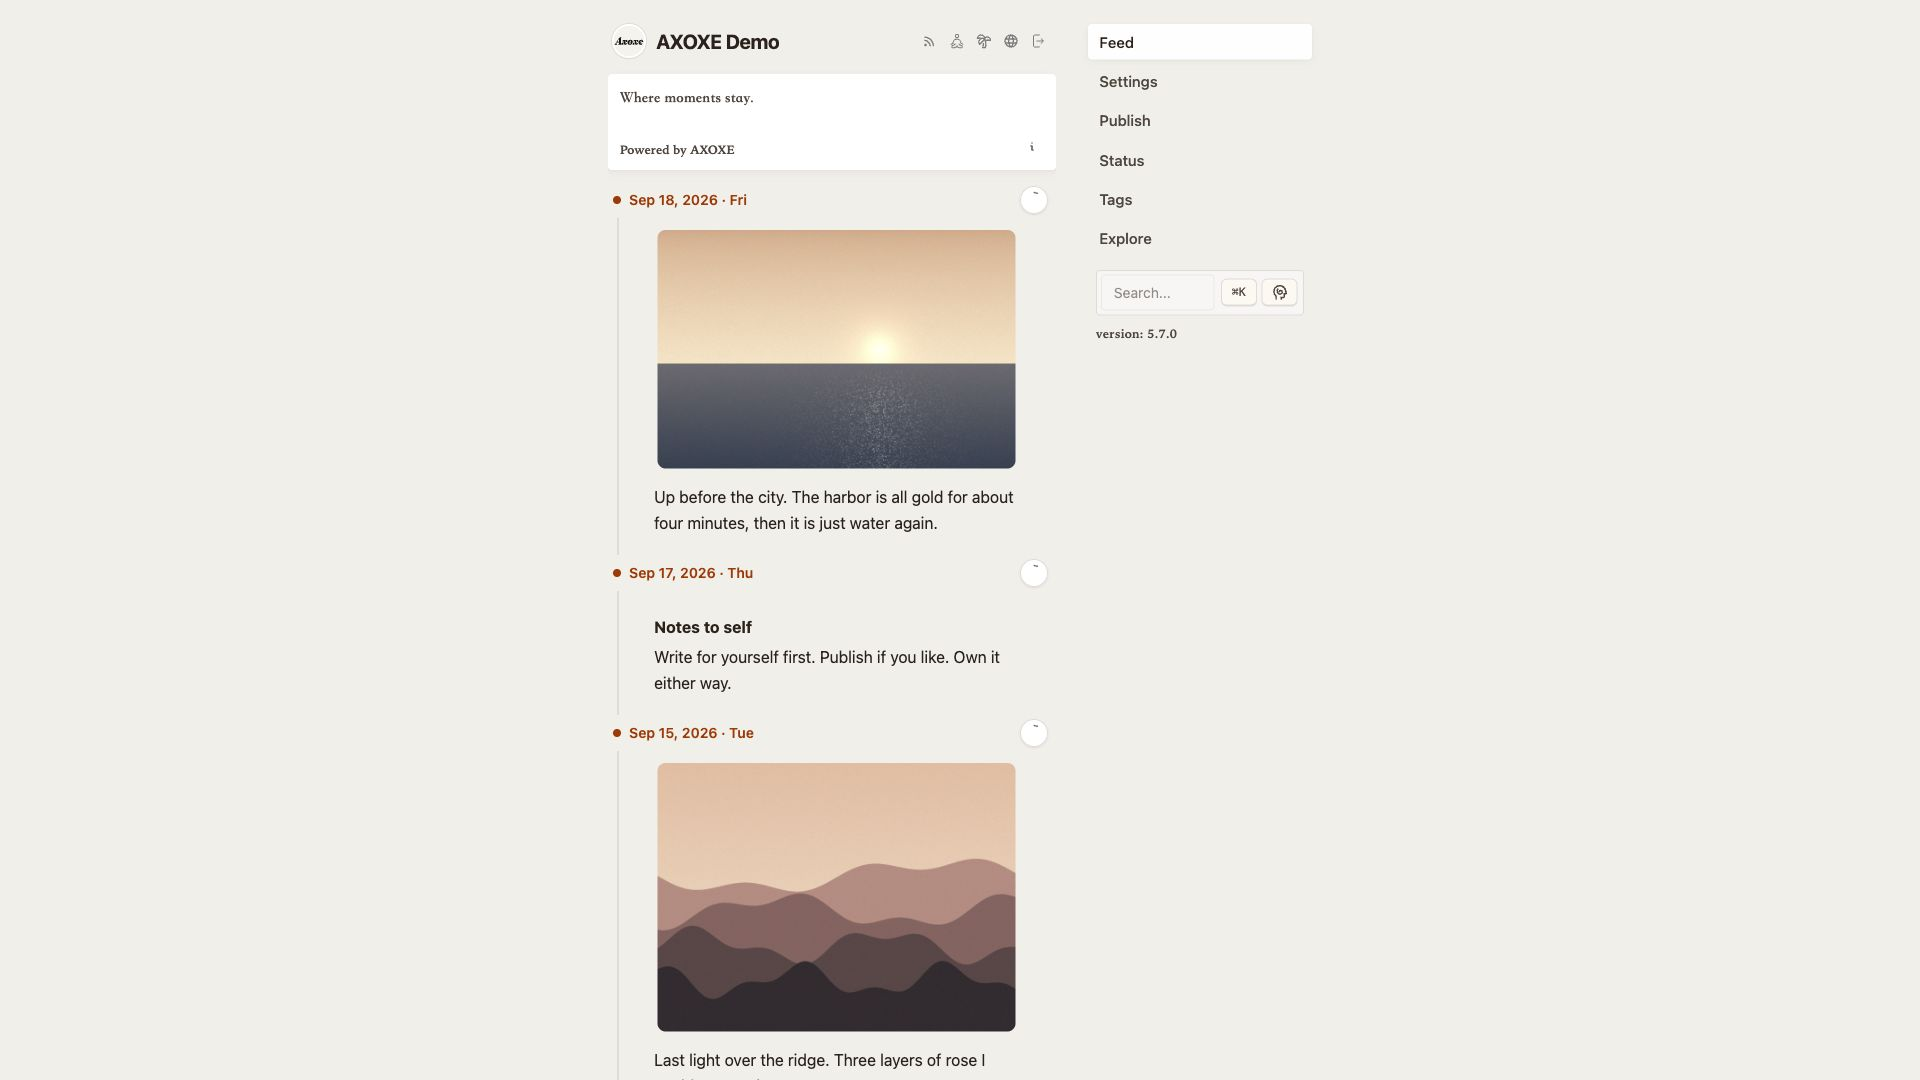 Axoxe
AXOXE Demo
Where moments stay.
Powered by AXOXE
i
Sep 18, 2026 · Fri
Up before the city. The harbor is all gold for about
four minutes, then it is just water again.
Sep 17, 2026 · Thu
Notes to self
Write for yourself first. Publish if you like. Own it
either way.
Sep 15, 2026 · Tue
Last light over the ridge. Three layers of rose I
Feed
Settings
Publish
Status
Tags
Explore
Search...
⌘K
version: 5.7.0